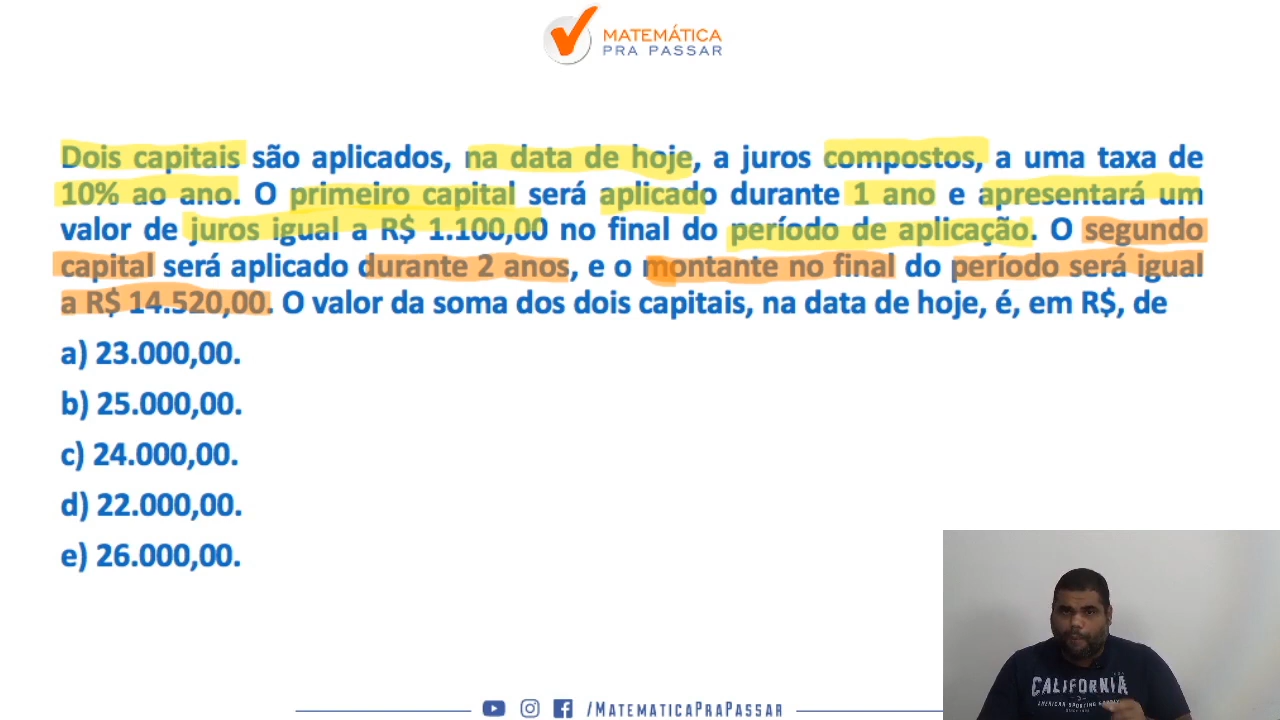 MATEMÁTICA
PRA PASSAR
Dois capitais são aplicados, na data de hoje, a juros compostos, a uma taxa de
10% ao ano. O primeiro capital será aplicado durante 1 ano e apresentará um
valor de juros igual a R$ 1.100,00 no final do período de aplicação. O segundo
capital será aplicado durante 2 anos, e o montante no final do período será igual
a R$ 14.520,00. O valor da soma dos dois capitais, na data de hoje, é, em R$, de
a) 23.000,00.
b) 25.000,00.
c) 24.000,00.
d) 22.000,00.
e) 26.000,00.
CALIFORNIA
/MATEMATICAPRAPASSAR